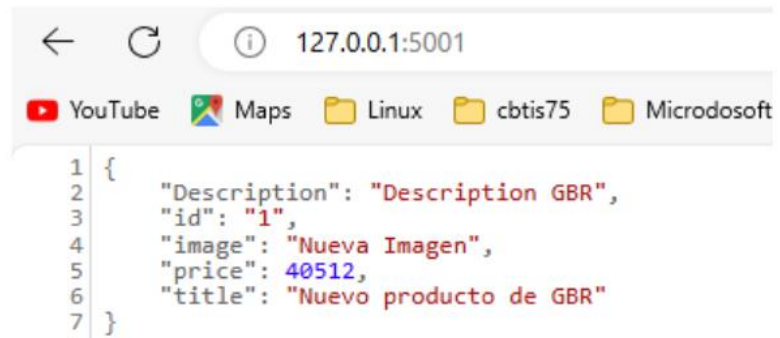 127.0.0.1:5001
YouTube Maps Linux cbtis75 Microdosoft
1 {
2 "Description": "Description GBR",
3 "id": "1",
4 "image": "Nueva Imagen",
5 "price": 40512,
6 "title": "Nuevo producto de GBR"
7 }